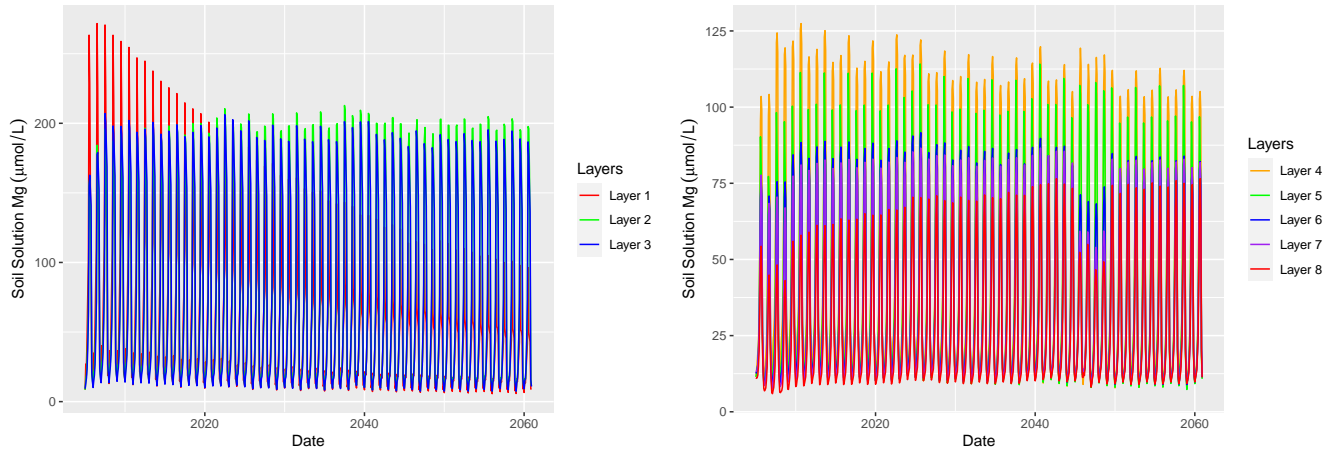 Soil Solution Mg (μmol/L)
200
100
0
2020
2040
2060
Date
Layers
Layer 1
Layer 2
Layer 3
Soil Solution Mg (μmol/L)
125
100
75
50
25
0
2020
2040
2060
Date
Layers
Layer 4
Layer 5
Layer 6
Layer 7
Layer 8